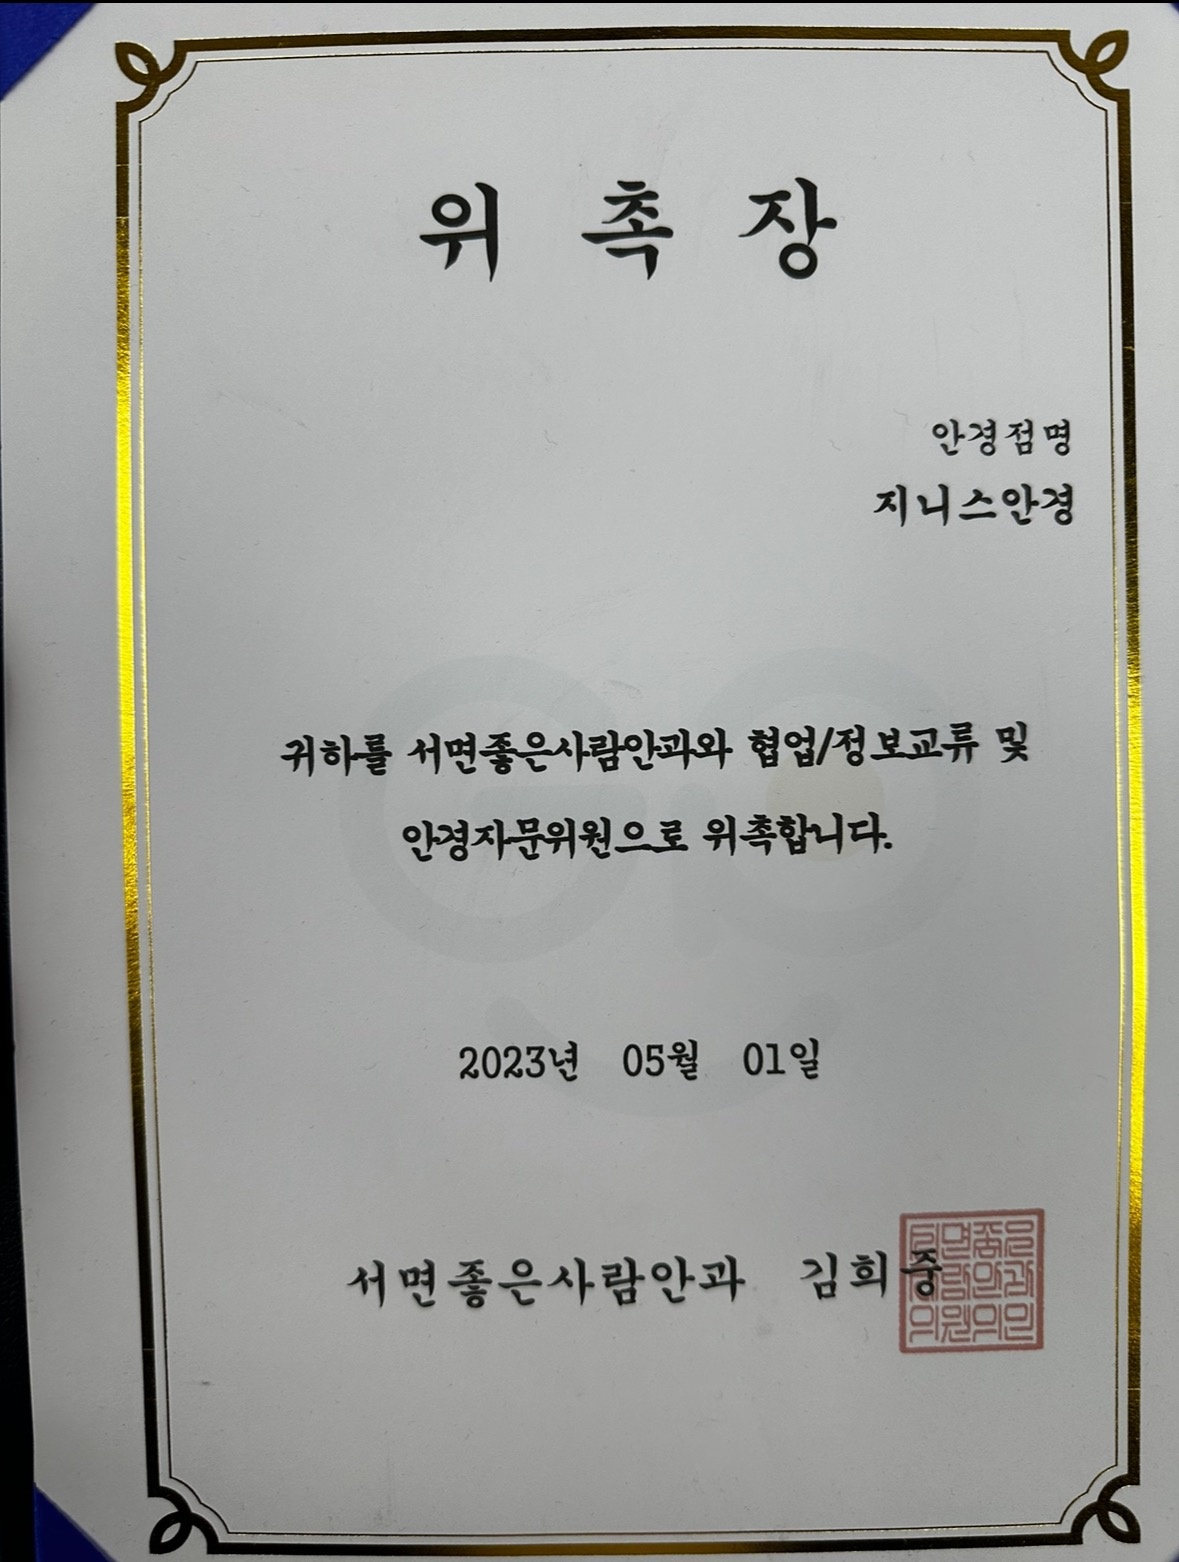 위 촉 장
안경점명
지니스안경
귀하를 서면좋은사람안과와 협업/정보교류 및
안경자문위원으로 위촉합니다.
2023년 05월 01일
서면좋은사람안과 김희중